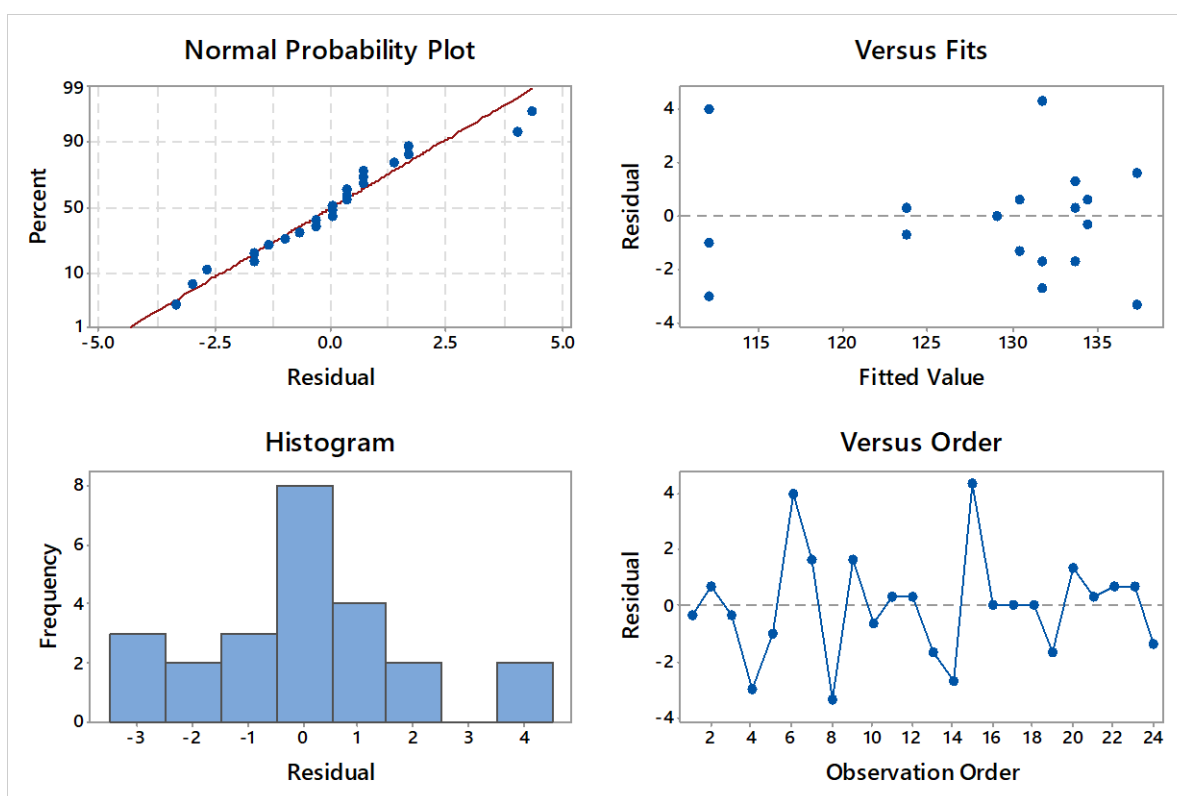 Normal Probability Plot
99
90
50
10
1
Percent
-5.0 -2.5 0.0 2.5 5.0
Residual
Versus Fits
4
2
0
-2
-4
Residual
115 120 125 130 135
Fitted Value
Histogram
8
6
4
2
0
Frequency
-3 -2 -1 0 1 2 3 4
Residual
Versus Order
4
2
0
-2
-4
Residual
2 4 6 8 10 12 14 16 18 20 22 24
Observation Order